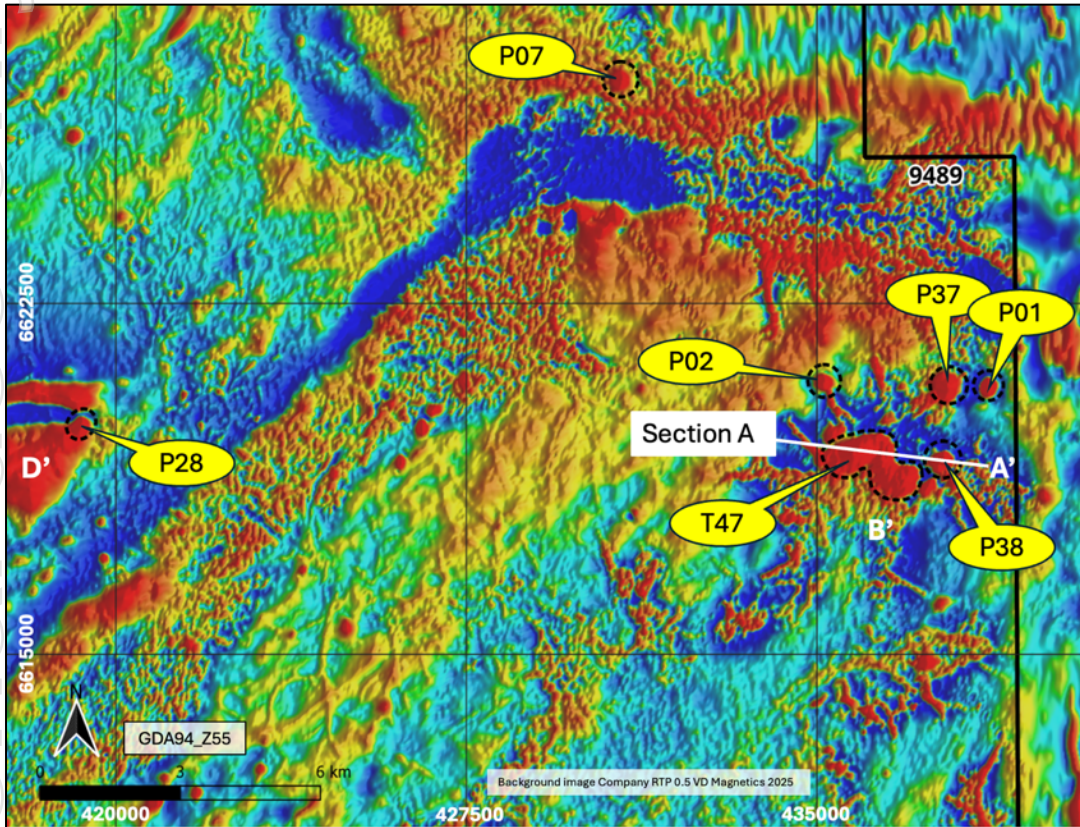 P07
9489
P37
P01
6622500
P02
Section A
P28
D'
A'
T47
B'
P38
6615000
N
GDA94_Z55
0
3
6 km
Background image Company RTP 0.5 VD Magnetics 2025
420000
427500
435000